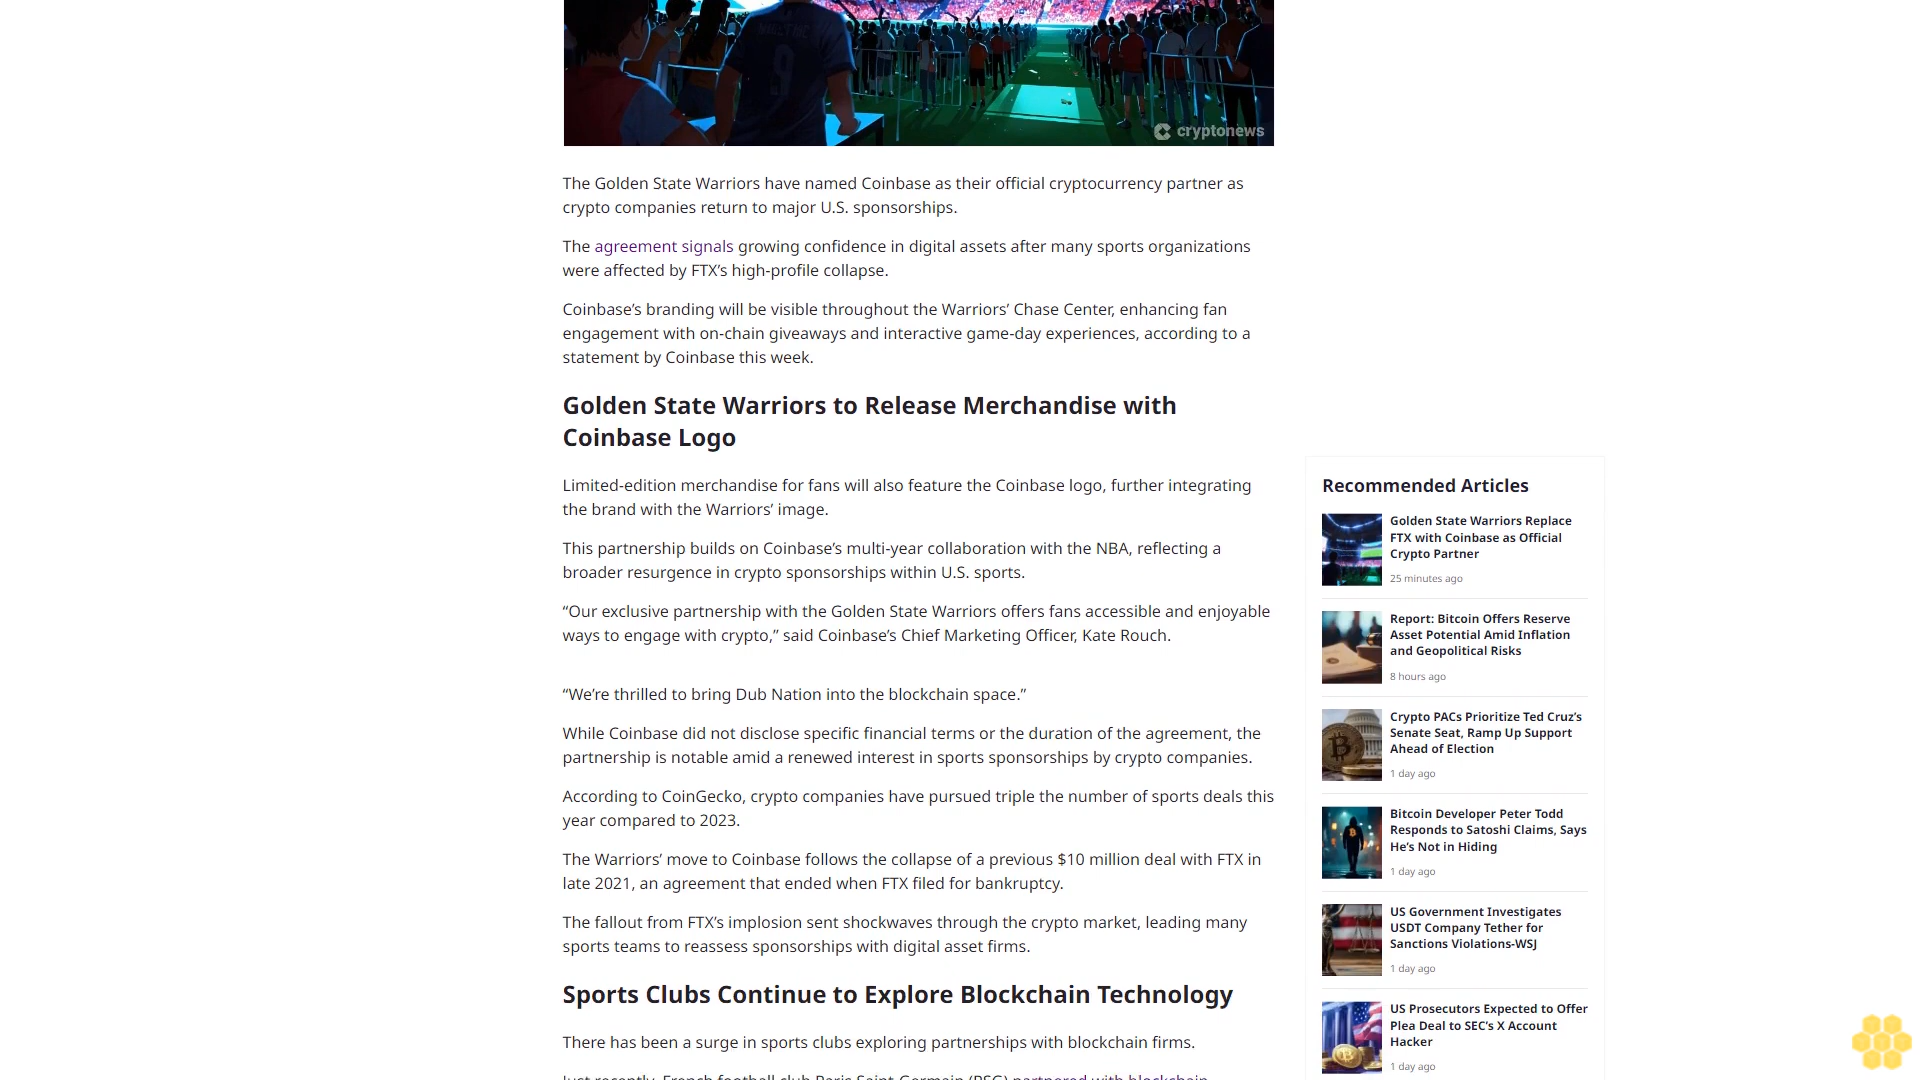 cryptonews
The Golden State Warriors have named Coinbase as their official cryptocurrency partner as
crypto companies return to major U.S. sponsorships.
The agreement signals growing confidence in digital assets after many sports organizations
were affected by FTX’s high-profile collapse.
Coinbase’s branding will be visible throughout the Warriors’ Chase Center, enhancing fan
engagement with on-chain giveaways and interactive game-day experiences, according to a
statement by Coinbase this week.
Golden State Warriors to Release Merchandise with
Coinbase Logo
Limited-edition merchandise for fans will also feature the Coinbase logo, further integrating
the brand with the Warriors’ image.
This partnership builds on Coinbase’s multi-year collaboration with the NBA, reflecting a
broader resurgence in crypto sponsorships within U.S. sports.
“Our exclusive partnership with the Golden State Warriors offers fans accessible and enjoyable
ways to engage with crypto,” said Coinbase’s Chief Marketing Officer, Kate Rouch.
“We’re thrilled to bring Dub Nation into the blockchain space.”
While Coinbase did not disclose specific financial terms or the duration of the agreement, the
partnership is notable amid a renewed interest in sports sponsorships by crypto companies.
According to CoinGecko, crypto companies have pursued triple the number of sports deals this
year compared to 2023.
The Warriors’ move to Coinbase follows the collapse of a previous $10 million deal with FTX in
late 2021, an agreement that ended when FTX filed for bankruptcy.
The fallout from FTX’s implosion sent shockwaves through the crypto market, leading many
sports teams to reassess sponsorships with digital asset firms.
Sports Clubs Continue to Explore Blockchain Technology
There has been a surge in sports clubs exploring partnerships with blockchain firms.
Just recently, French football club Paris Saint-Germain (PSG) partnered with blockchain
Recommended Articles
Golden State Warriors Replace
FTX with Coinbase as Official
Crypto Partner
25 minutes ago
Report: Bitcoin Offers Reserve
Asset Potential Amid Inflation
and Geopolitical Risks
8 hours ago
Crypto PACs Prioritize Ted Cruz’s
Senate Seat, Ramp Up Support
Ahead of Election
1 day ago
Bitcoin Developer Peter Todd
Responds to Satoshi Claims, Says
He’s Not in Hiding
1 day ago
US Government Investigates
USDT Company Tether for
Sanctions Violations-WSJ
1 day ago
US Prosecutors Expected to Offer
Plea Deal to SEC’s X Account
Hacker
1 day ago